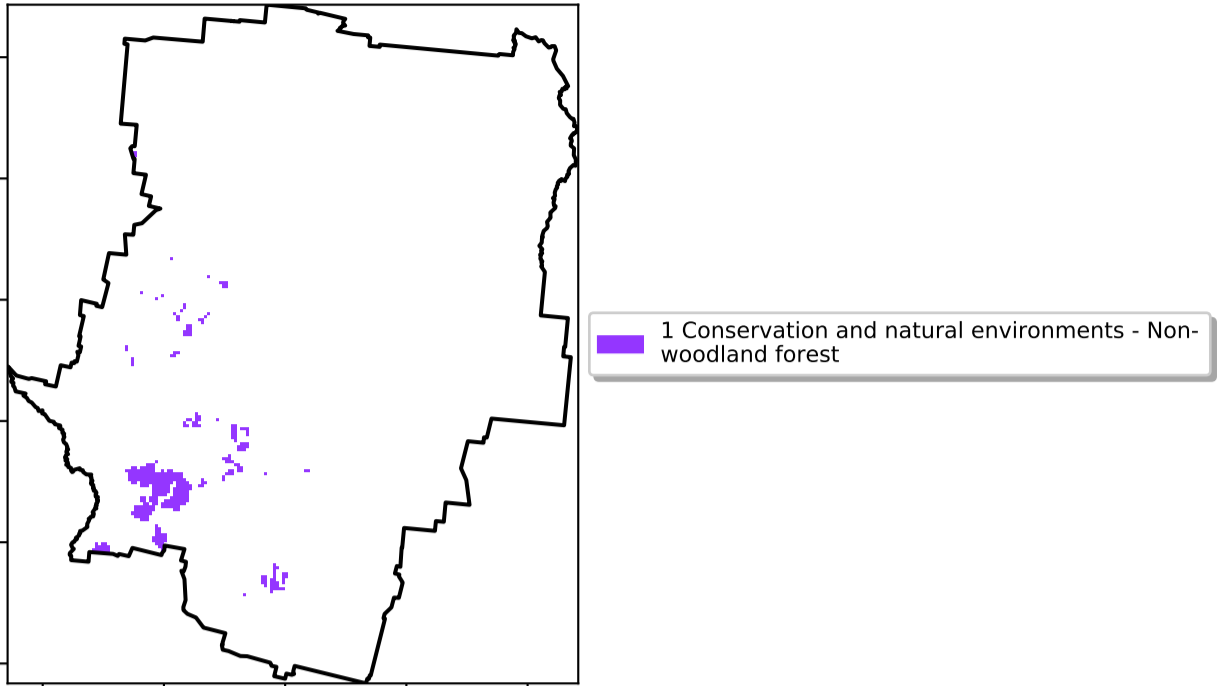 1 Conservation and natural environments - Non-
woodland forest